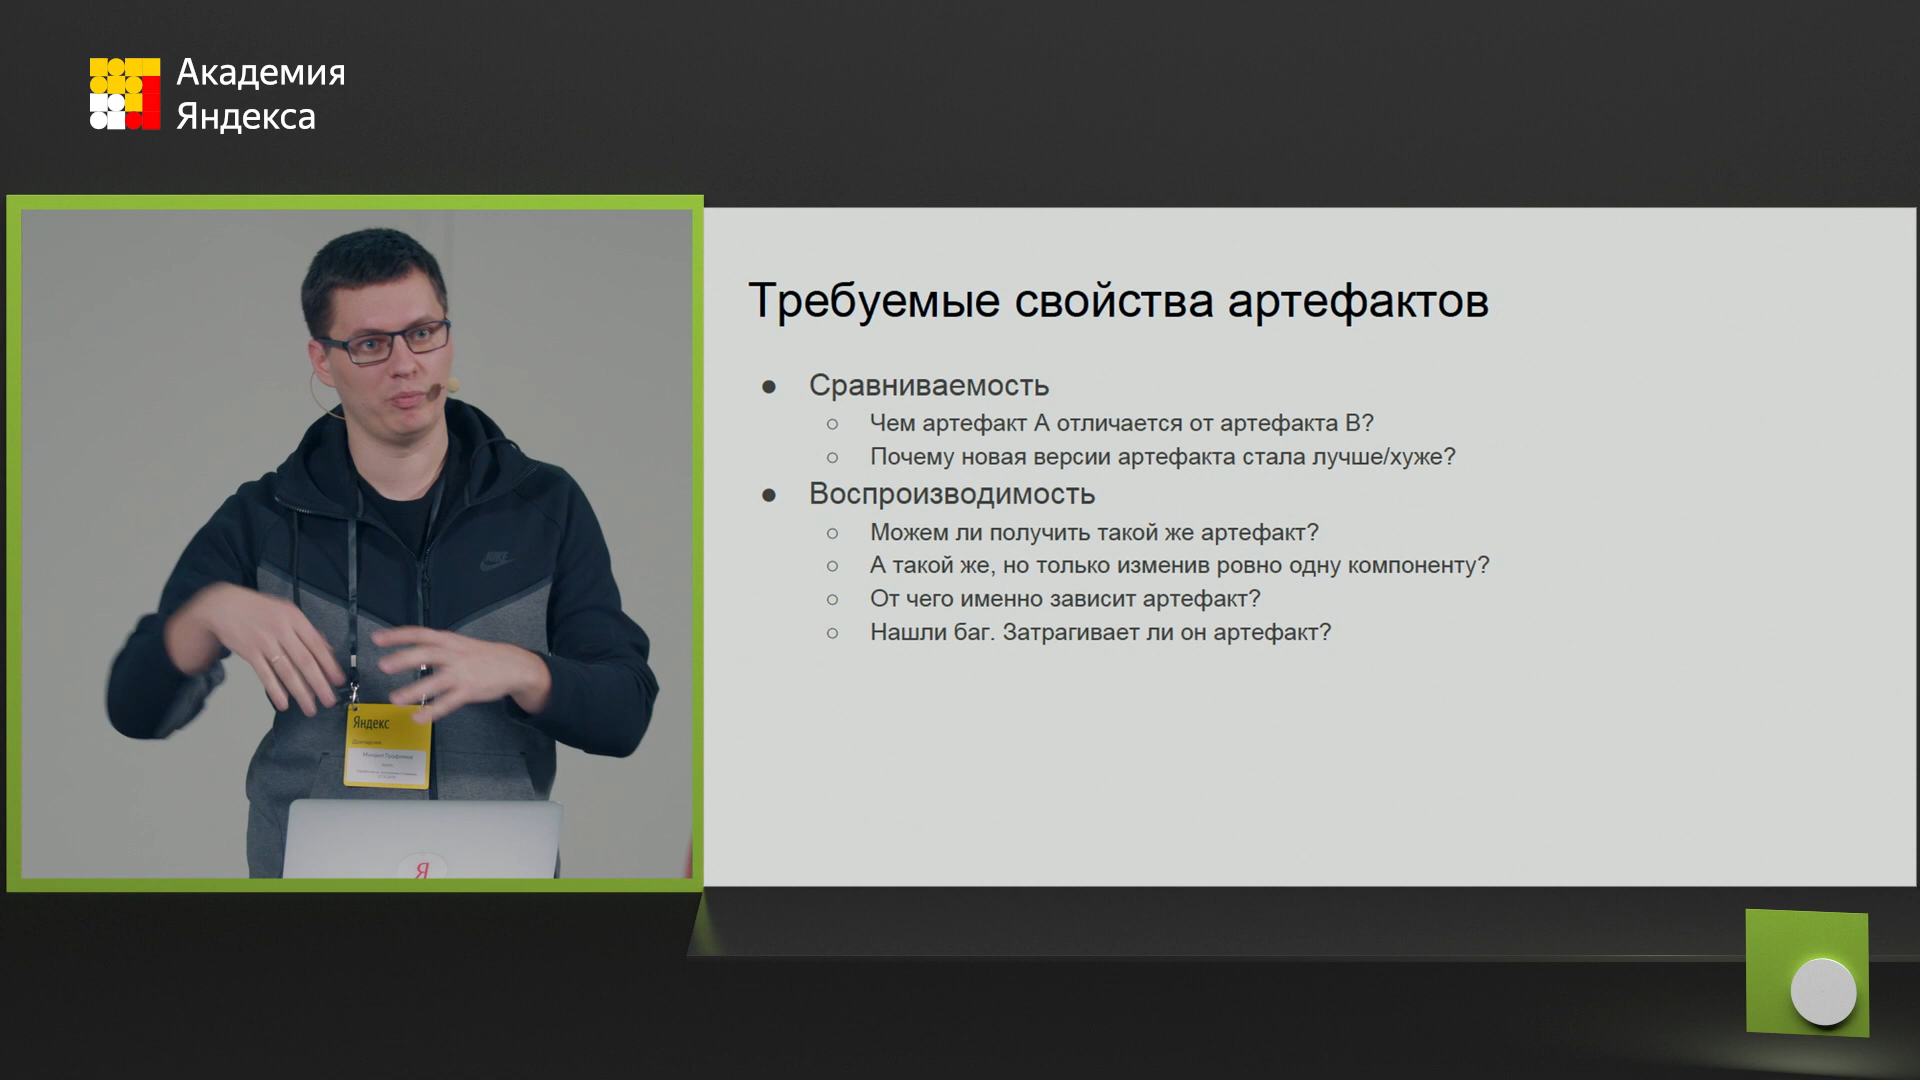 Академия
Яндекса
Требуемые свойства артефактов
● Сравниваемость
○ Чем артефакт А отличается от артефакта В?
○ Почему новая версии артефакта стала лучше/хуже?
● Воспроизводимость
○ Можем ли получить такой же артефакт?
○ А такой же, но только изменив ровно одну компоненту?
○ От чего именно зависит артефакт?
○ Нашли баг. Затрагивает ли он артефакт?
NIKE
Яндекс
Я